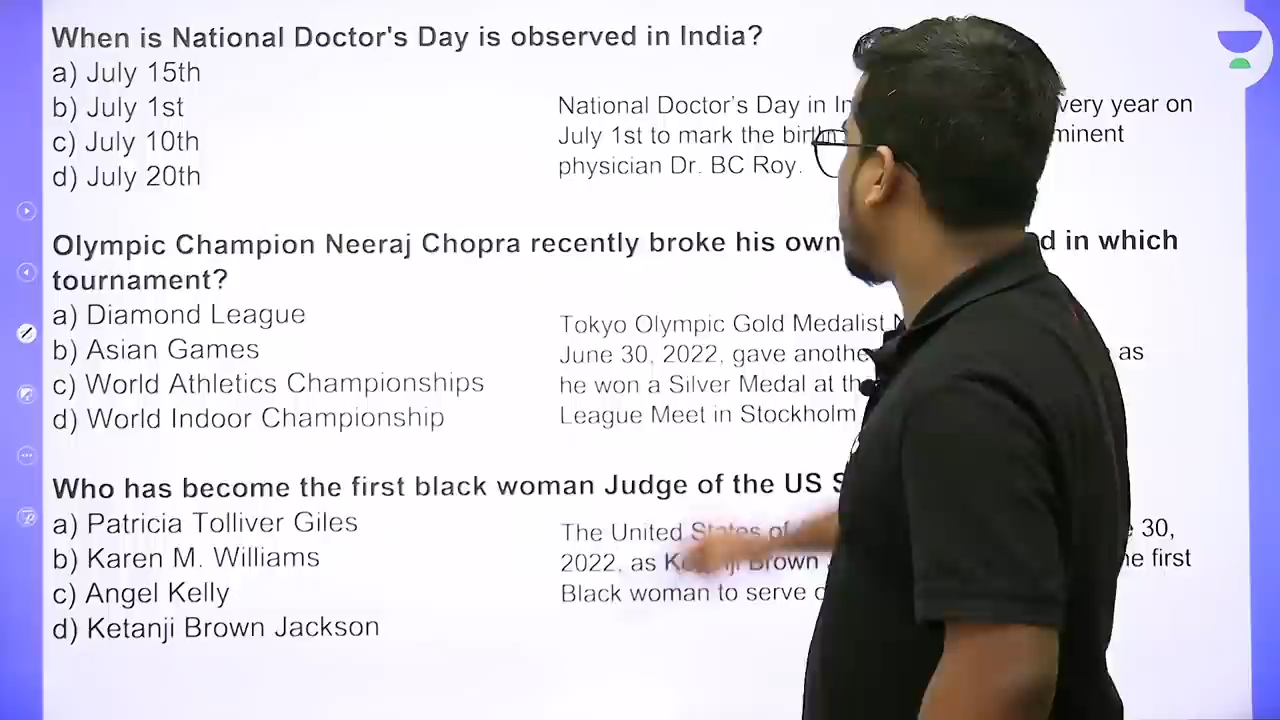 When is National Doctor's Day is observed in India?
a) July 15th
b) July 1st
c) July 10th
d) July 20th
National Doctor's Day in very year on
July 1st to mark the birth minent
physician Dr. BC Roy.
Olympic Champion Neeraj Chopra recently broke his own in which
tournament?
a) Diamond League
b) Asian Games
c) World Athletics Championships
d) World Indoor Championship
Tokyo Olympic Gold Medalist
June 30, 2022, gave as
he won a Silver Medal at
League Meet in Stockholm
Who has become the first black woman Judge of the US
a) Patricia Tolliver Giles
b) Karen M. Williams
c) Angel Kelly
d) Ketanji Brown Jackson
The United States of 30,
2022, as Ketanji Brown first
Black woman to serve